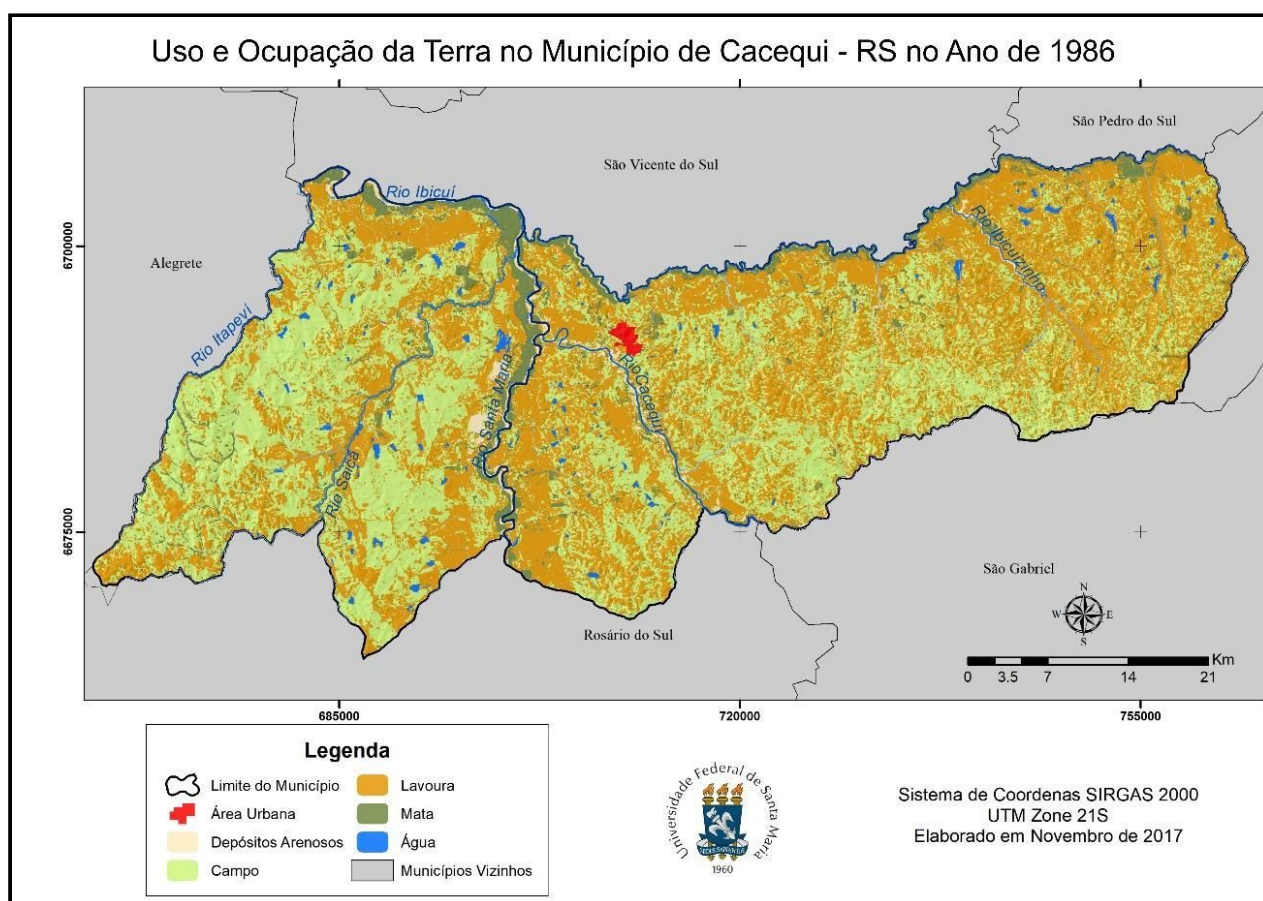 Uso e Ocupação da Terra no Município de Cacequi - RS no Ano de 1986
São Pedro do Sul
São Vicente do Sul
Rio Ibicuí
Rio Ibicuizinho
6700000
Alegrete
Rio Itapeví
Rio Santa Maria
Rio Cacequi
Rio Saicã
6675000
São Gabriel
Rosário do Sul
N
W
E
S
Km
0
3.5
7
14
21
685000
720000
755000
Legenda
Limite do Município
Lavoura
Área Urbana
Mata
Depósitos Arenosos
Água
Campo
Municípios Vizinhos
Universidade Federal de Santa Maria
1960
Sistema de Coordenas SIRGAS 2000
UTM Zone 21S
Elaborado em Novembro de 2017